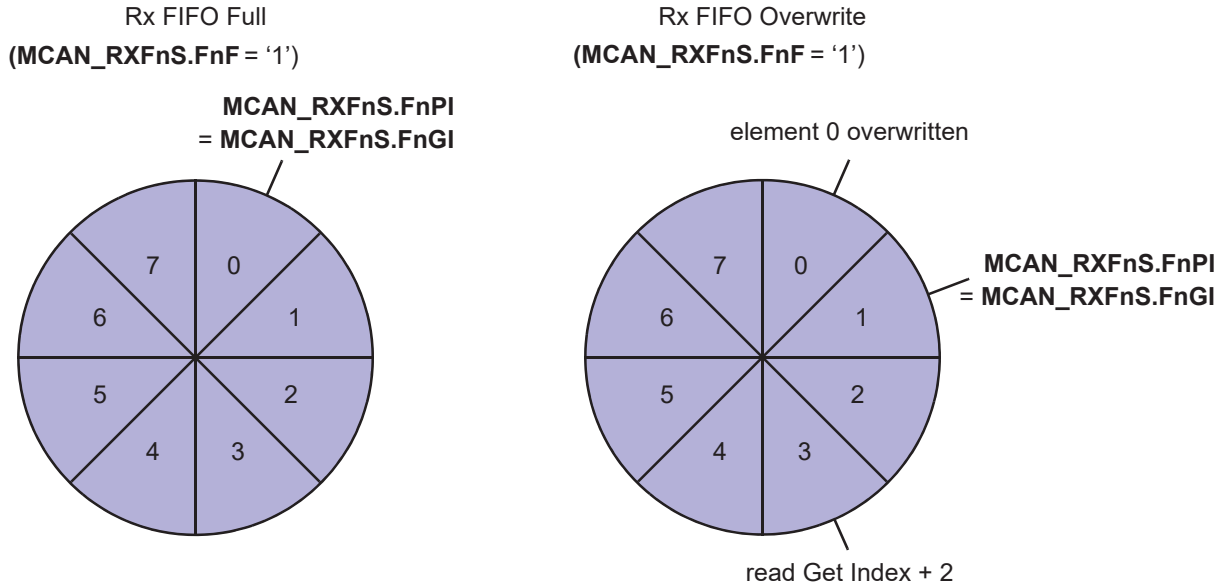 Rx FIFO Full
(MCAN_RXFnS.FnF = ‘1’)
MCAN_RXFnS.FnPI
= MCAN_RXFnS.FnGI
7
0
6
1
5
2
4
3
Rx FIFO Overwrite
(MCAN_RXFnS.FnF = ‘1’)
element 0 overwritten
MCAN_RXFnS.FnPI
= MCAN_RXFnS.FnGI
7
0
6
1
5
2
4
3
read Get Index + 2